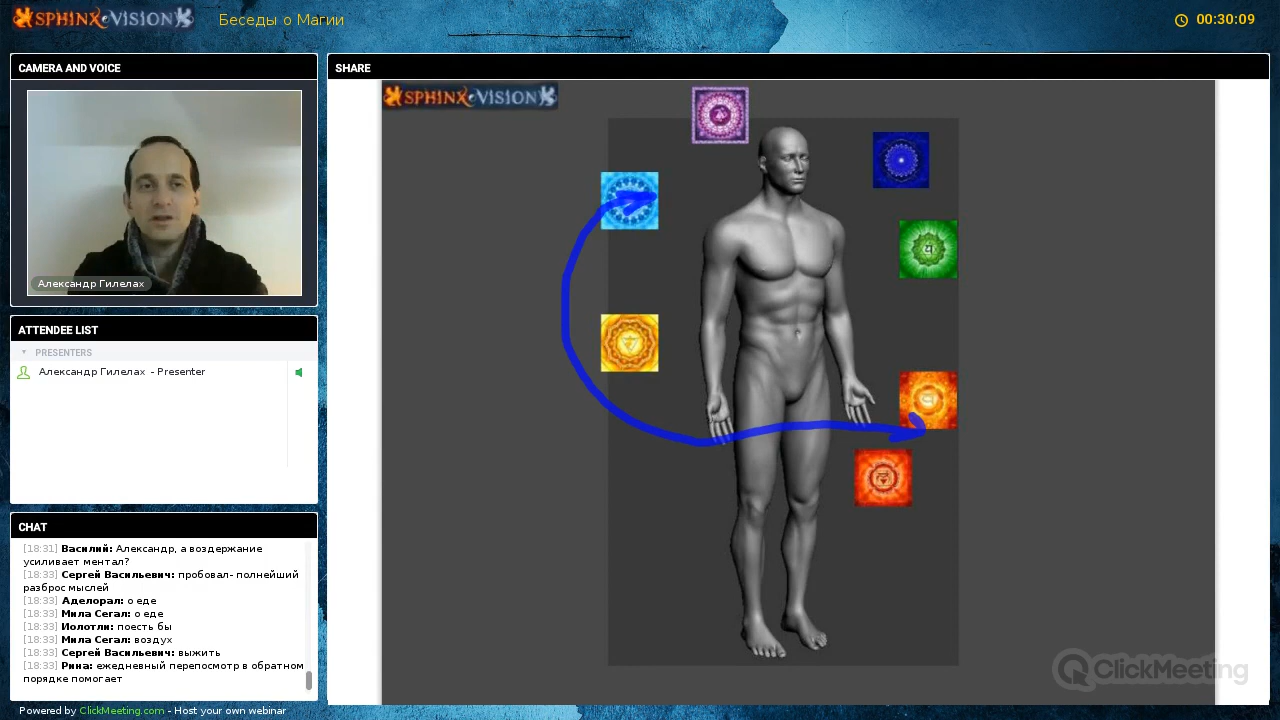 SPHINX VISION
Беседы о Магии
00:30:09
CAMERA AND VOICE
Александр Гилелах
ATTENDEE LIST
PRESENTERS
Александр Гилелах - Presenter
CHAT
[18:31] Василий: Александр, а воздержание
усиливает ментал?
[18:33] Сергей Васильевич: пробовал- полнейший
разброс мыслей
[18:33] Аделорал: о еде
[18:33] Мила Сегал: о еде
[18:33] Иолотли: поесть бы
[18:33] Мила Сегал: воздух
[18:33] Сергей Васильевич: выжить
[18:33] Рина: ежедневный перепосмотр в обратном
порядке помогает
Powered by ClickMeeting.com - Host your own webinar
SHARE
SPHINX VISION
ClickMeeting